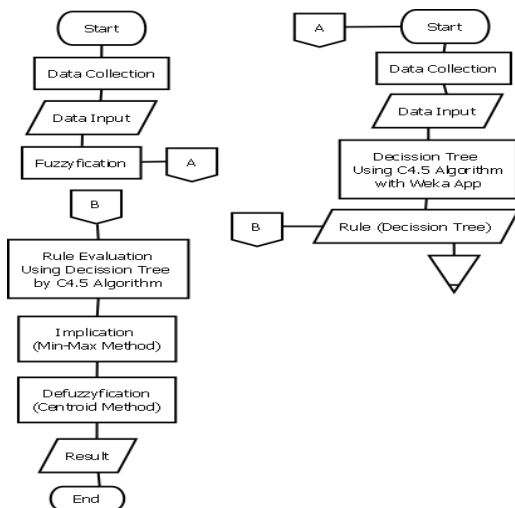 Start
Data Collection
Data Input
Fuzzyfication
A
B
Rule Evaluation
Using Decission Tree
by C4.5 Algorithm
Implication
(Min-Max Method)
Defuzzyfication
(Centroid Method)
Result
End
A
Start
Data Collection
Data Input
Decission Tree
Using C4.5 Algorithm
with Weka App
B
Rule (Decission Tree)